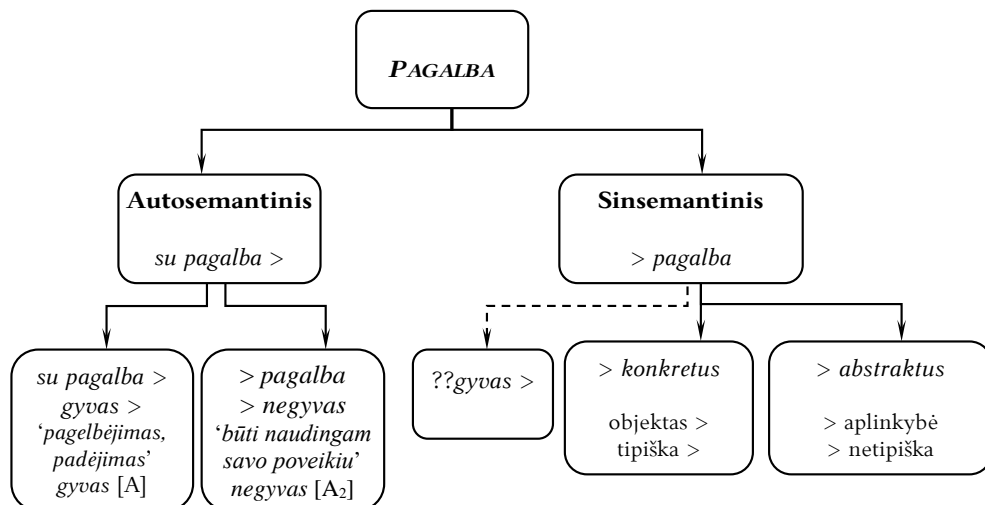 PAGALBA
Autosemantinis
su pagalba >
Sinsemantinis
> pagalba
su pagalba >
gyvas >
‘pagelbėjimas,
padėjimas’
gyvas [A]
> pagalba
> negyvas
‘būti naudingam
savo poveikiu’
negyvas [A₂]
??gyvas >
> konkretus
objektas >
tipiška >
> abstraktus
> aplinkybė
> netipiška